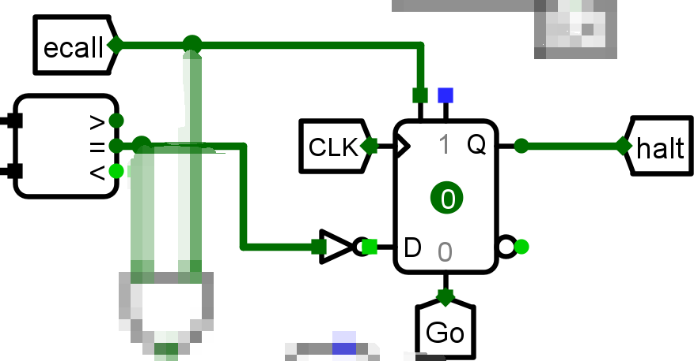 ecall
>
=
<
CLK
1 Q
halt
0
D 0
Go